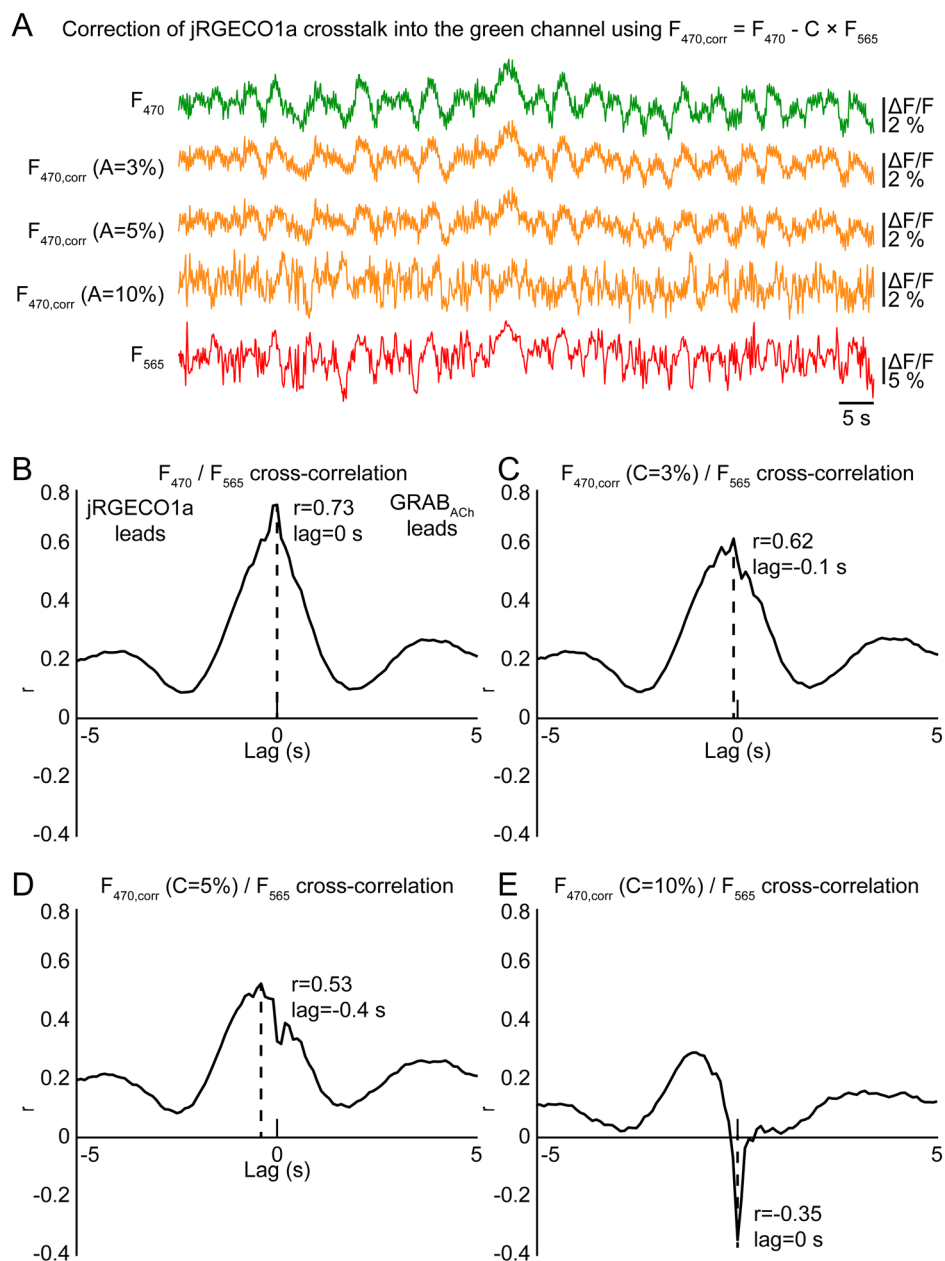 A Correction of jRGECO1a crosstalk into the green channel using F470,corr = F470 - C × F565
F470
ΔF/F
2 %
F470,corr (A=3%)
ΔF/F
2 %
F470,corr (A=5%)
ΔF/F
2 %
F470,corr (A=10%)
ΔF/F
2 %
F565
ΔF/F
5 %
5 s
B
F470 / F565 cross-correlation
jRGECO1a
leads
GRABACh
leads
r=0.73
lag=0 s
0.8
0.6
0.4
0.2
0
-0.2
-0.4
r
-5
0
5
Lag (s)
C
F470,corr (C=3%) / F565 cross-correlation
r=0.62
lag=-0.1 s
0.8
0.6
0.4
0.2
0
-0.2
-0.4
r
-5
0
5
Lag (s)
D
F470,corr (C=5%) / F565 cross-correlation
r=0.53
lag=-0.4 s
0.8
0.6
0.4
0.2
0
-0.2
-0.4
r
-5
0
5
Lag (s)
E
F470,corr (C=10%) / F565 cross-correlation
0.8
0.6
0.4
0.2
0
-0.2
-0.4
r
-5
5
r=-0.35
lag=0 s